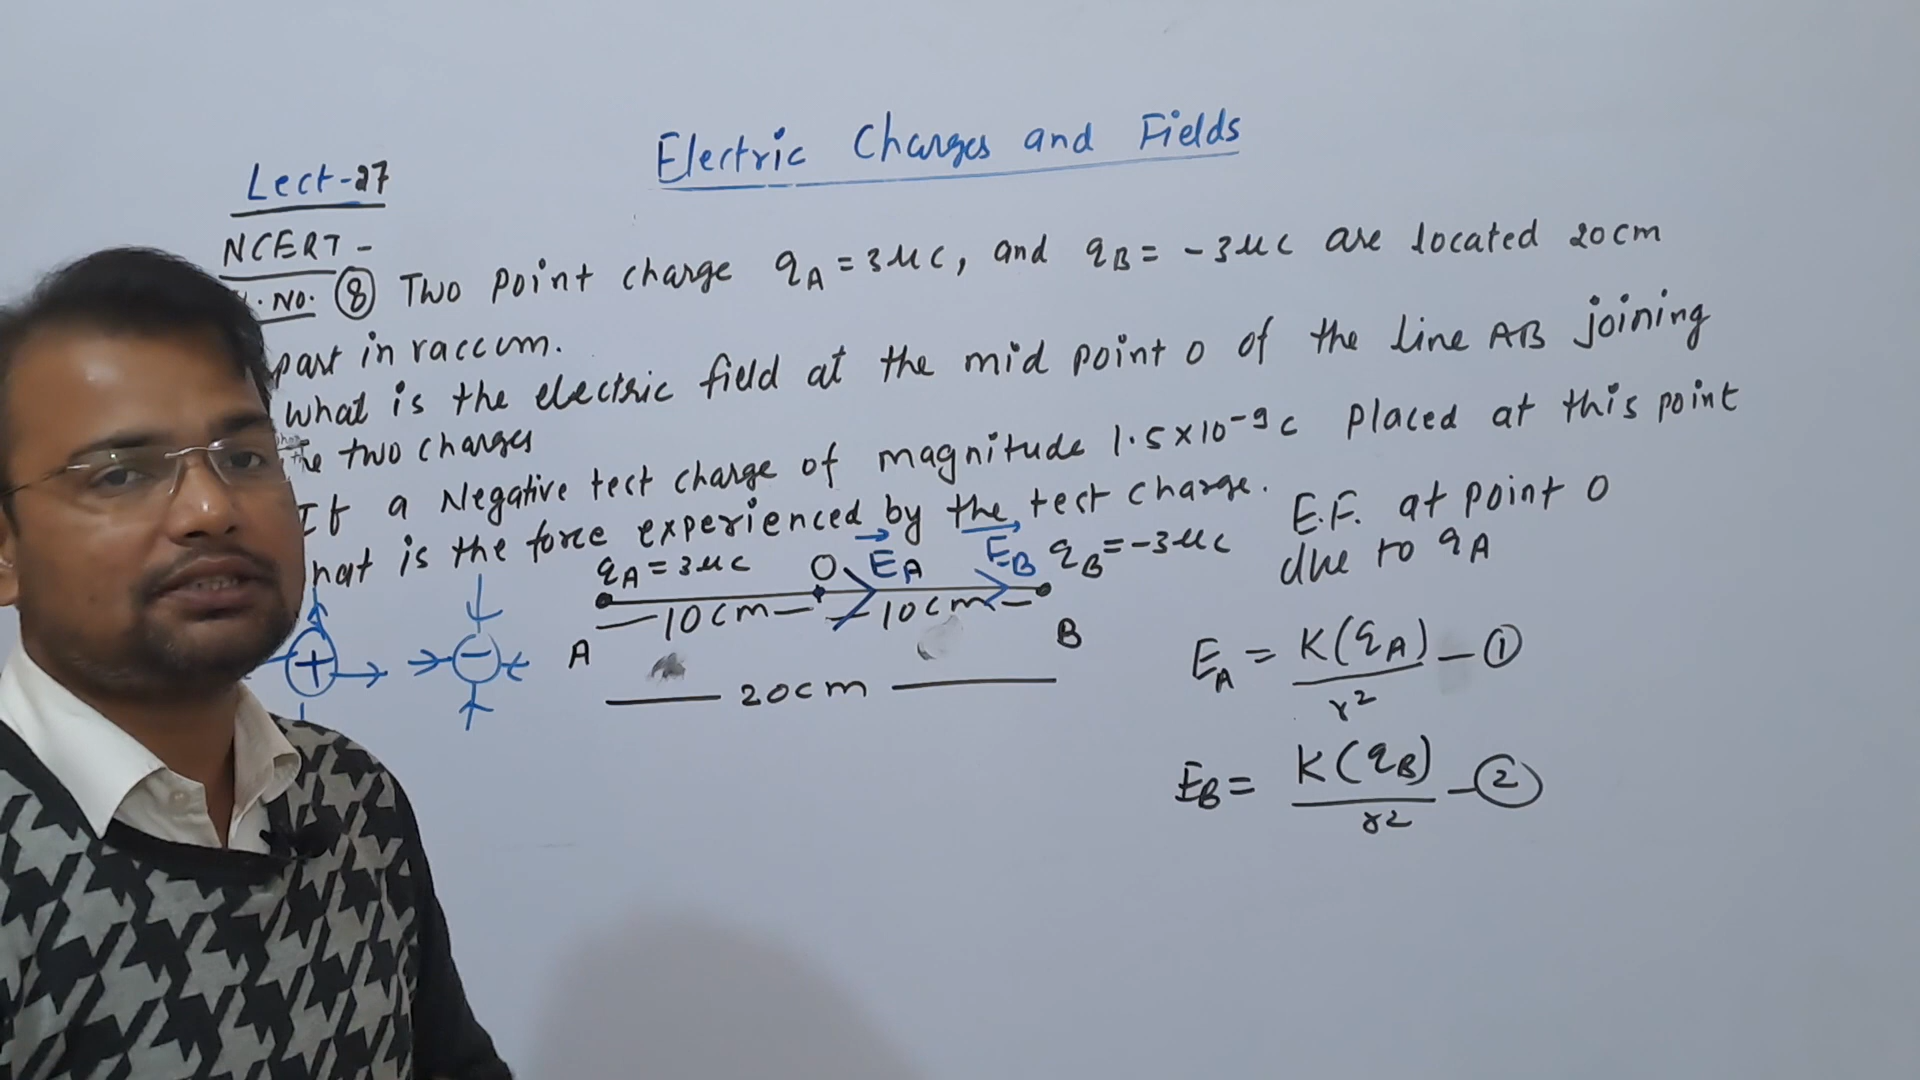 Electric Charges and Fields
Lect-27
NCERT-
. No. 8 Two point charge qA = 3μc, and qB = -3μc are located 20cm
part in vaccum.
what is the electric field at the mid point O of the line AB joining
The two charges
If a Negative test charge of magnitude 1.5×10⁻⁹c Placed at this point
hat is the force experienced by the test charge.
qA = 3μc O EA EB qB = -3μc
10cm 10cm
A B
20cm
+ -
E.F. at point O
due to qA
EA = K(qA)/r² - 1
EB = K(qB)/r² - 2